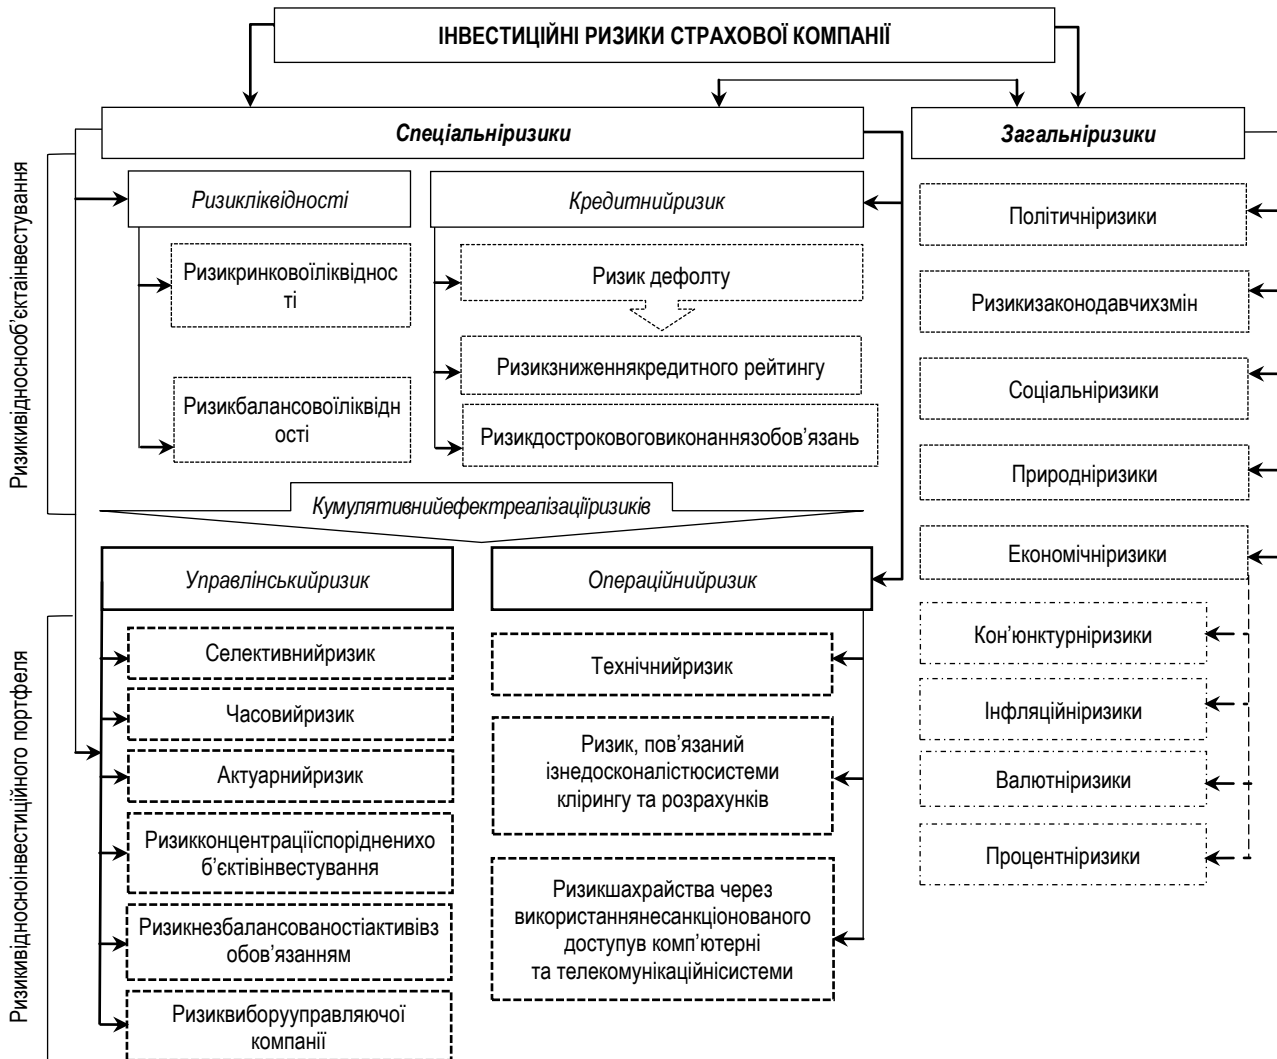 ІНВЕСТИЦІЙНІ РИЗИКИ СТРАХОВОЇ КОМПАНІЇ
Спеціальніризики
Загальніризики
Ризикивідноснооб’єктаінвестування
Ризикліквідності
Кредитнийризик
Ризикринковоїліквіднос
ті
Ризикбалансовоїліквідн
ості
Ризик дефолту
Ризикзниженнякредитного рейтингу
Ризикдостроковоговиконаннязобов’язань
Кумулятивнийефектреалізаціїризиків
Політичніризики
Ризикизаконодавчихзмін
Соціальніризики
Природніризики
Економічніризики
Кон’юнктурніризики
Інфляційніризики
Валютніризики
Процентніризики
Ризикивідносноінвестиційного портфеля
Управлінськийризик
Селективнийризик
Часовийризик
Актуарнийризик
Ризикконцентраціїспорідненихо
б’єктівінвестування
Ризикнезбалансованостіактивівз
обов’язанням
Ризиквиборууправляючої
компанії
Операційнийризик
Технічнийризик
Ризик, пов’язаний
ізнедосконалістюсистеми
клірингу та розрахунків
Ризикшахрайства через
використаннянесанкціонованого
доступув комп’ютерні
та телекомунікаційнісистеми